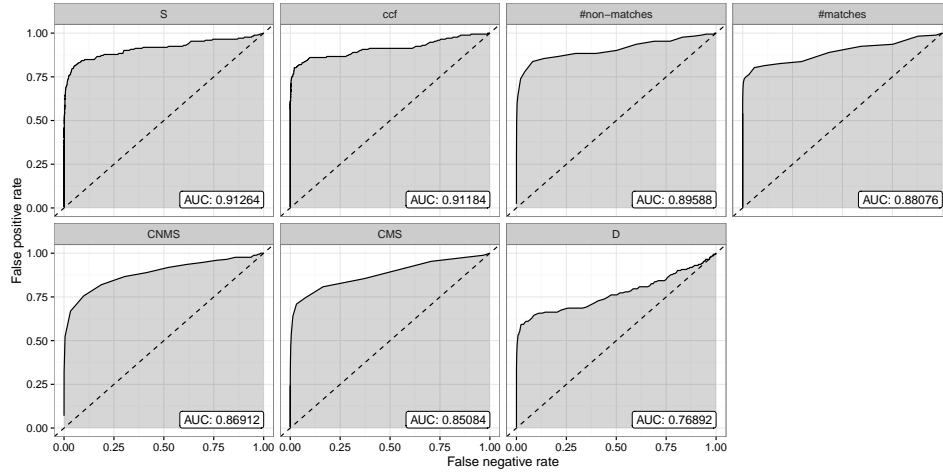 S
ccf
#non−matches
#matches
1.00
0.75
0.50
0.25
0.00
AUC: 0.91264
AUC: 0.91184
AUC: 0.89588
AUC: 0.88076
False positive rate
CNMS
CMS
D
1.00
0.75
0.50
0.25
0.00
AUC: 0.86912
AUC: 0.85084
AUC: 0.76892
0.00 0.25 0.50 0.75 1.00 0.00 0.25 0.50 0.75 1.00 0.00 0.25 0.50 0.75 1.00
False negative rate